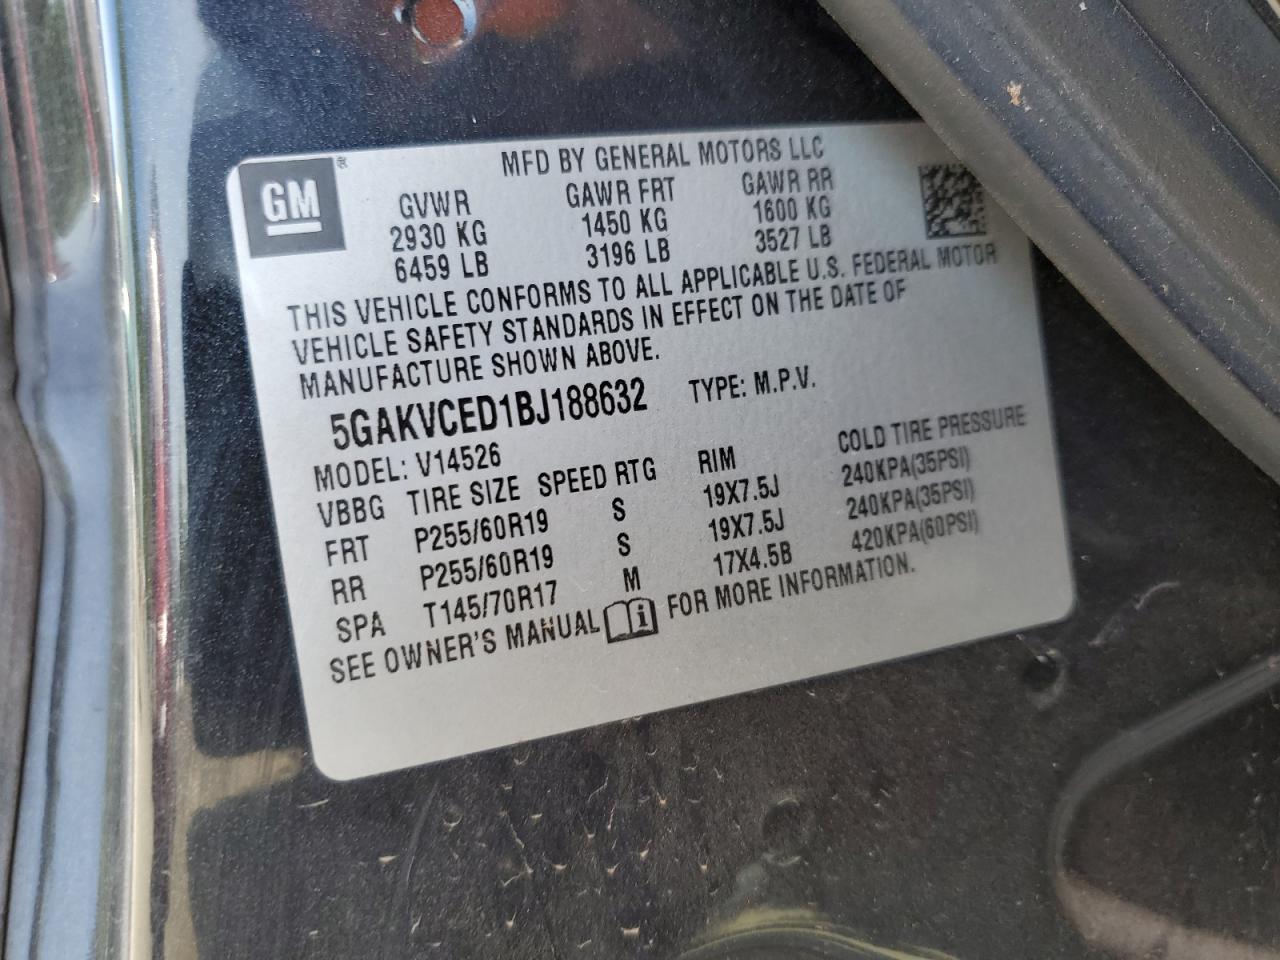 MFD BY GENERAL MOTORS LLC
GM®
GVWR GAWR FRT GAWR RR
2930 KG 1450 KG 1600 KG
6459 LB 3196 LB 3527 LB
THIS VEHICLE CONFORMS TO ALL APPLICABLE U.S. FEDERAL MOTOR
VEHICLE SAFETY STANDARDS IN EFFECT ON THE DATE OF
MANUFACTURE SHOWN ABOVE.
5GAKVCED1BJ188632 TYPE: M.P.V.
MODEL: V14526
VBBG TIRE SIZE SPEED RTG RIM COLD TIRE PRESSURE
FRT P255/60R19 S 19X7.5J 240KPA(35PSI)
RR P255/60R19 S 19X7.5J 240KPA(35PSI)
SPA T145/70R17 M 17X4.5B 420KPA(60PSI)
SEE OWNER'S MANUAL i FOR MORE INFORMATION.